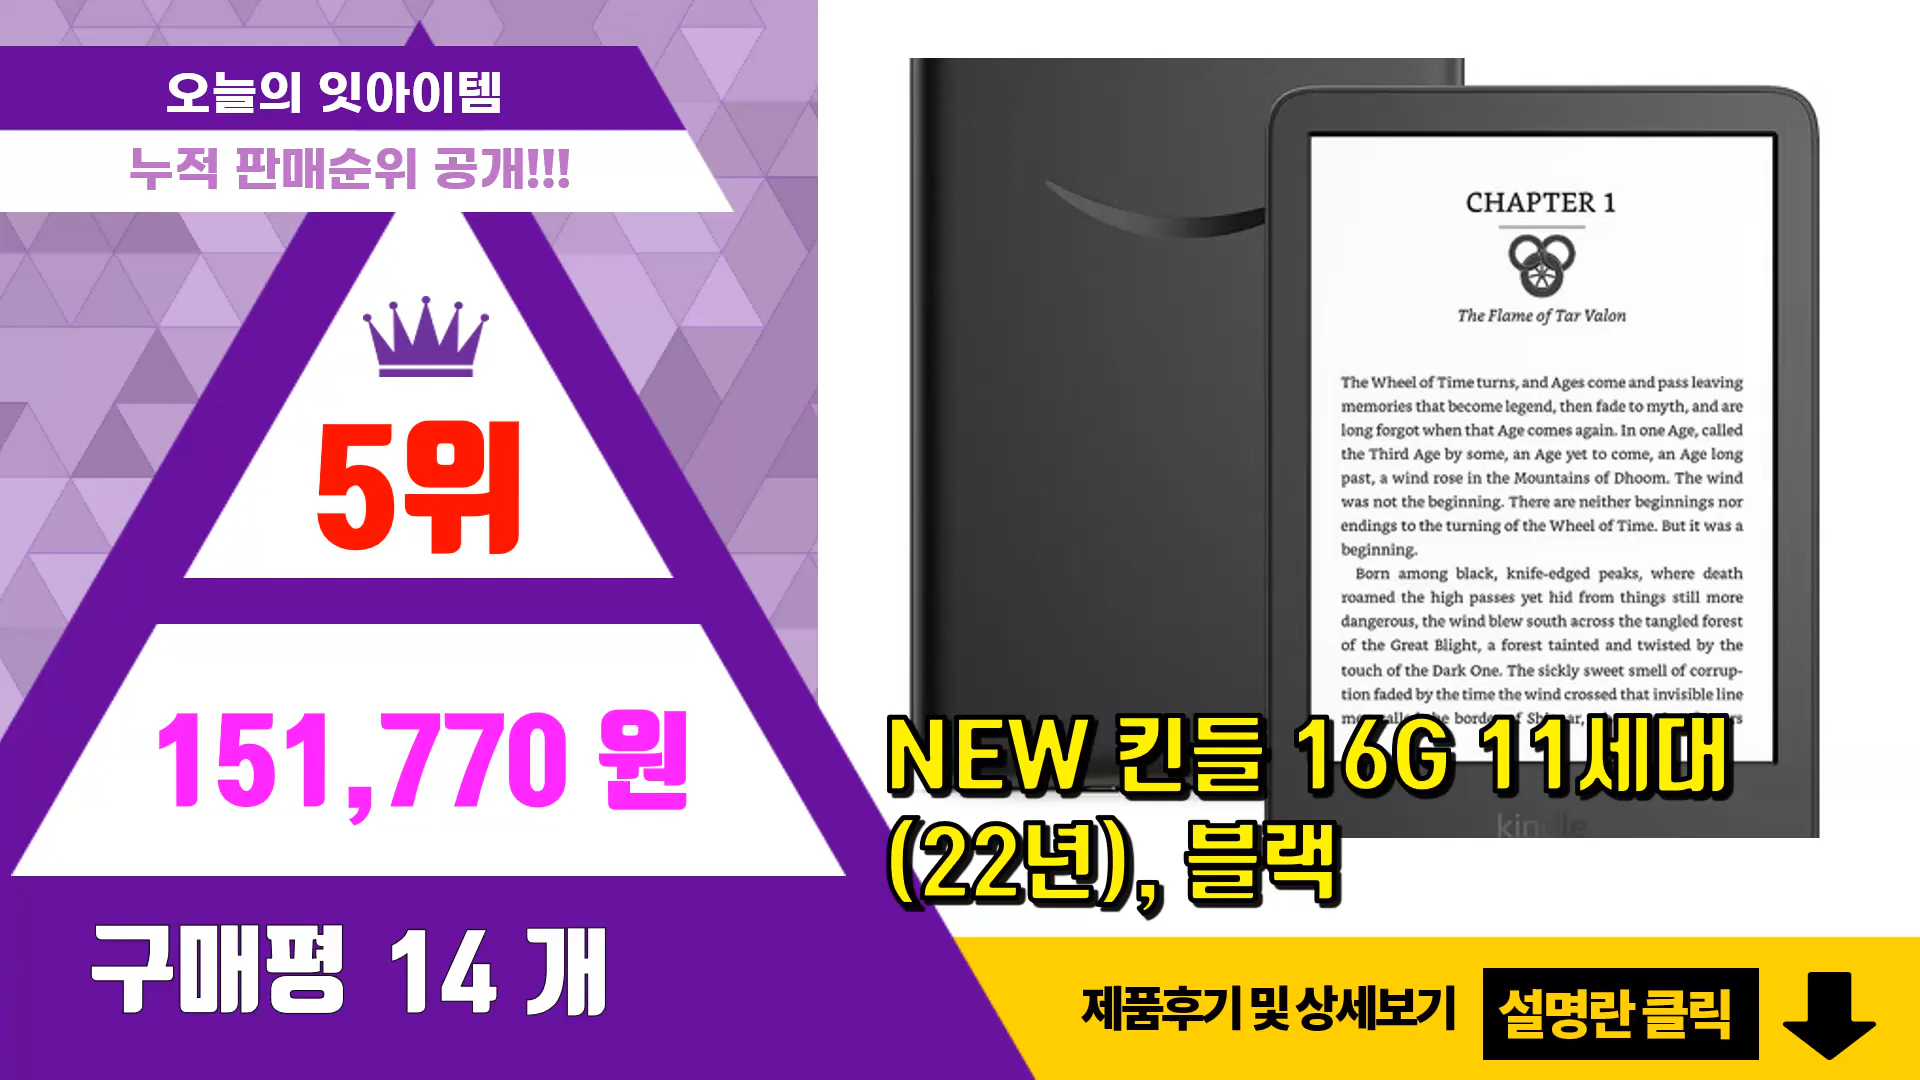 오늘의 잇아이템
누적 판매순위 공개!!!
5위
151,770 원
구매평 14 개
CHAPTER 1
The Flame of Tar Valon
The Wheel of Time turns, and Ages come and pass leaving
memories that become legend, then fade to myth, and are
long forgot when that Age comes again. In one Age, called
the Third Age by some, an Age yet to come, an Age long
past, a wind rose in the Mountains of Dhoom. The wind
was not the beginning. There are neither beginnings nor
endings to the turning of the Wheel of Time. But it was a
beginning.
Born among black, knife-edged peaks, where death
roamed the high passes yet hid from things still more
dangerous, the wind blew south across the tangled forest
of the Great Blight, a forest tainted and twisted by the
touch of the Dark One. The sickly sweet smell of corrup-
tion faded by the time the wind crossed that invisible line
kindle
NEW 킨들 16G 11세대
(22년), 블랙
제품후기 및 상세보기
설명란 클릭